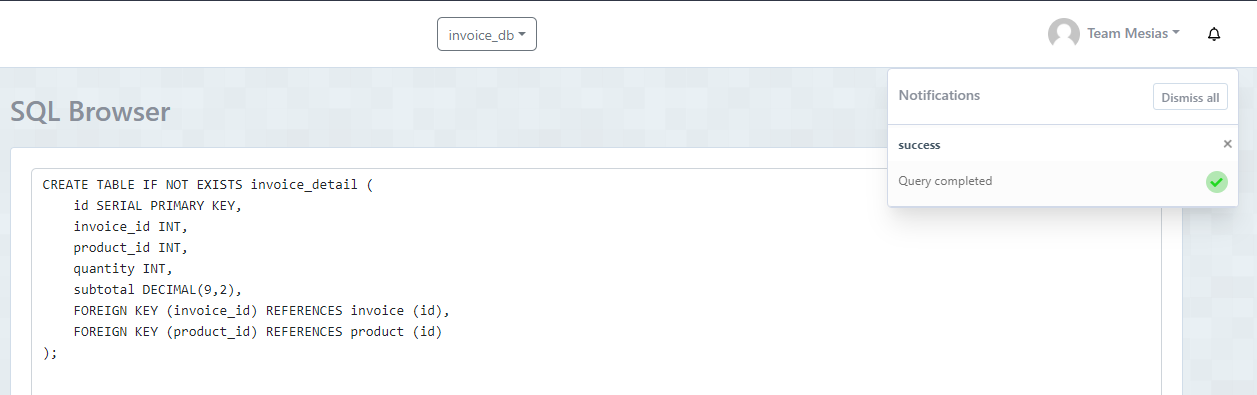 invoice_db
Team Mesias
SQL Browser
Notifications
Dismiss all
success
×
Query completed
CREATE TABLE IF NOT EXISTS invoice_detail (
    id SERIAL PRIMARY KEY,
    invoice_id INT,
    product_id INT,
    quantity INT,
    subtotal DECIMAL(9,2),
    FOREIGN KEY (invoice_id) REFERENCES invoice (id),
    FOREIGN KEY (product_id) REFERENCES product (id)
);